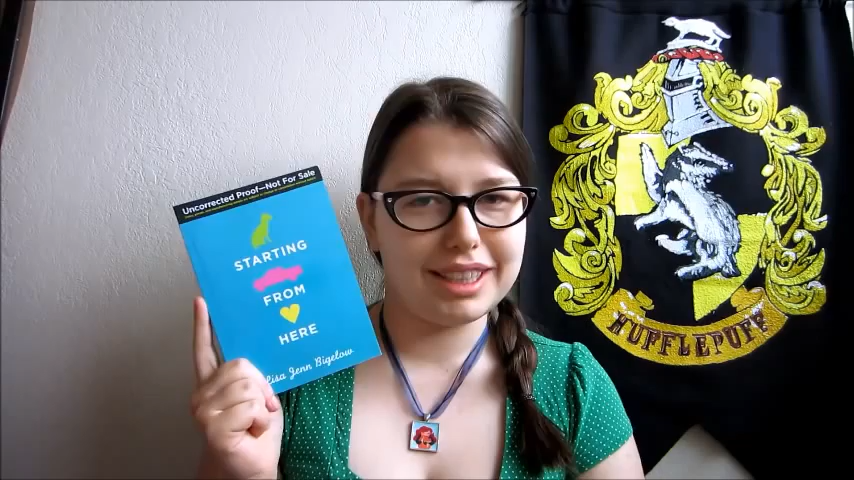 Uncorrected Proof—Not For Sale
STARTING
FROM
HERE
Lisa Jenn Bigelow
HUFFLEPUFF